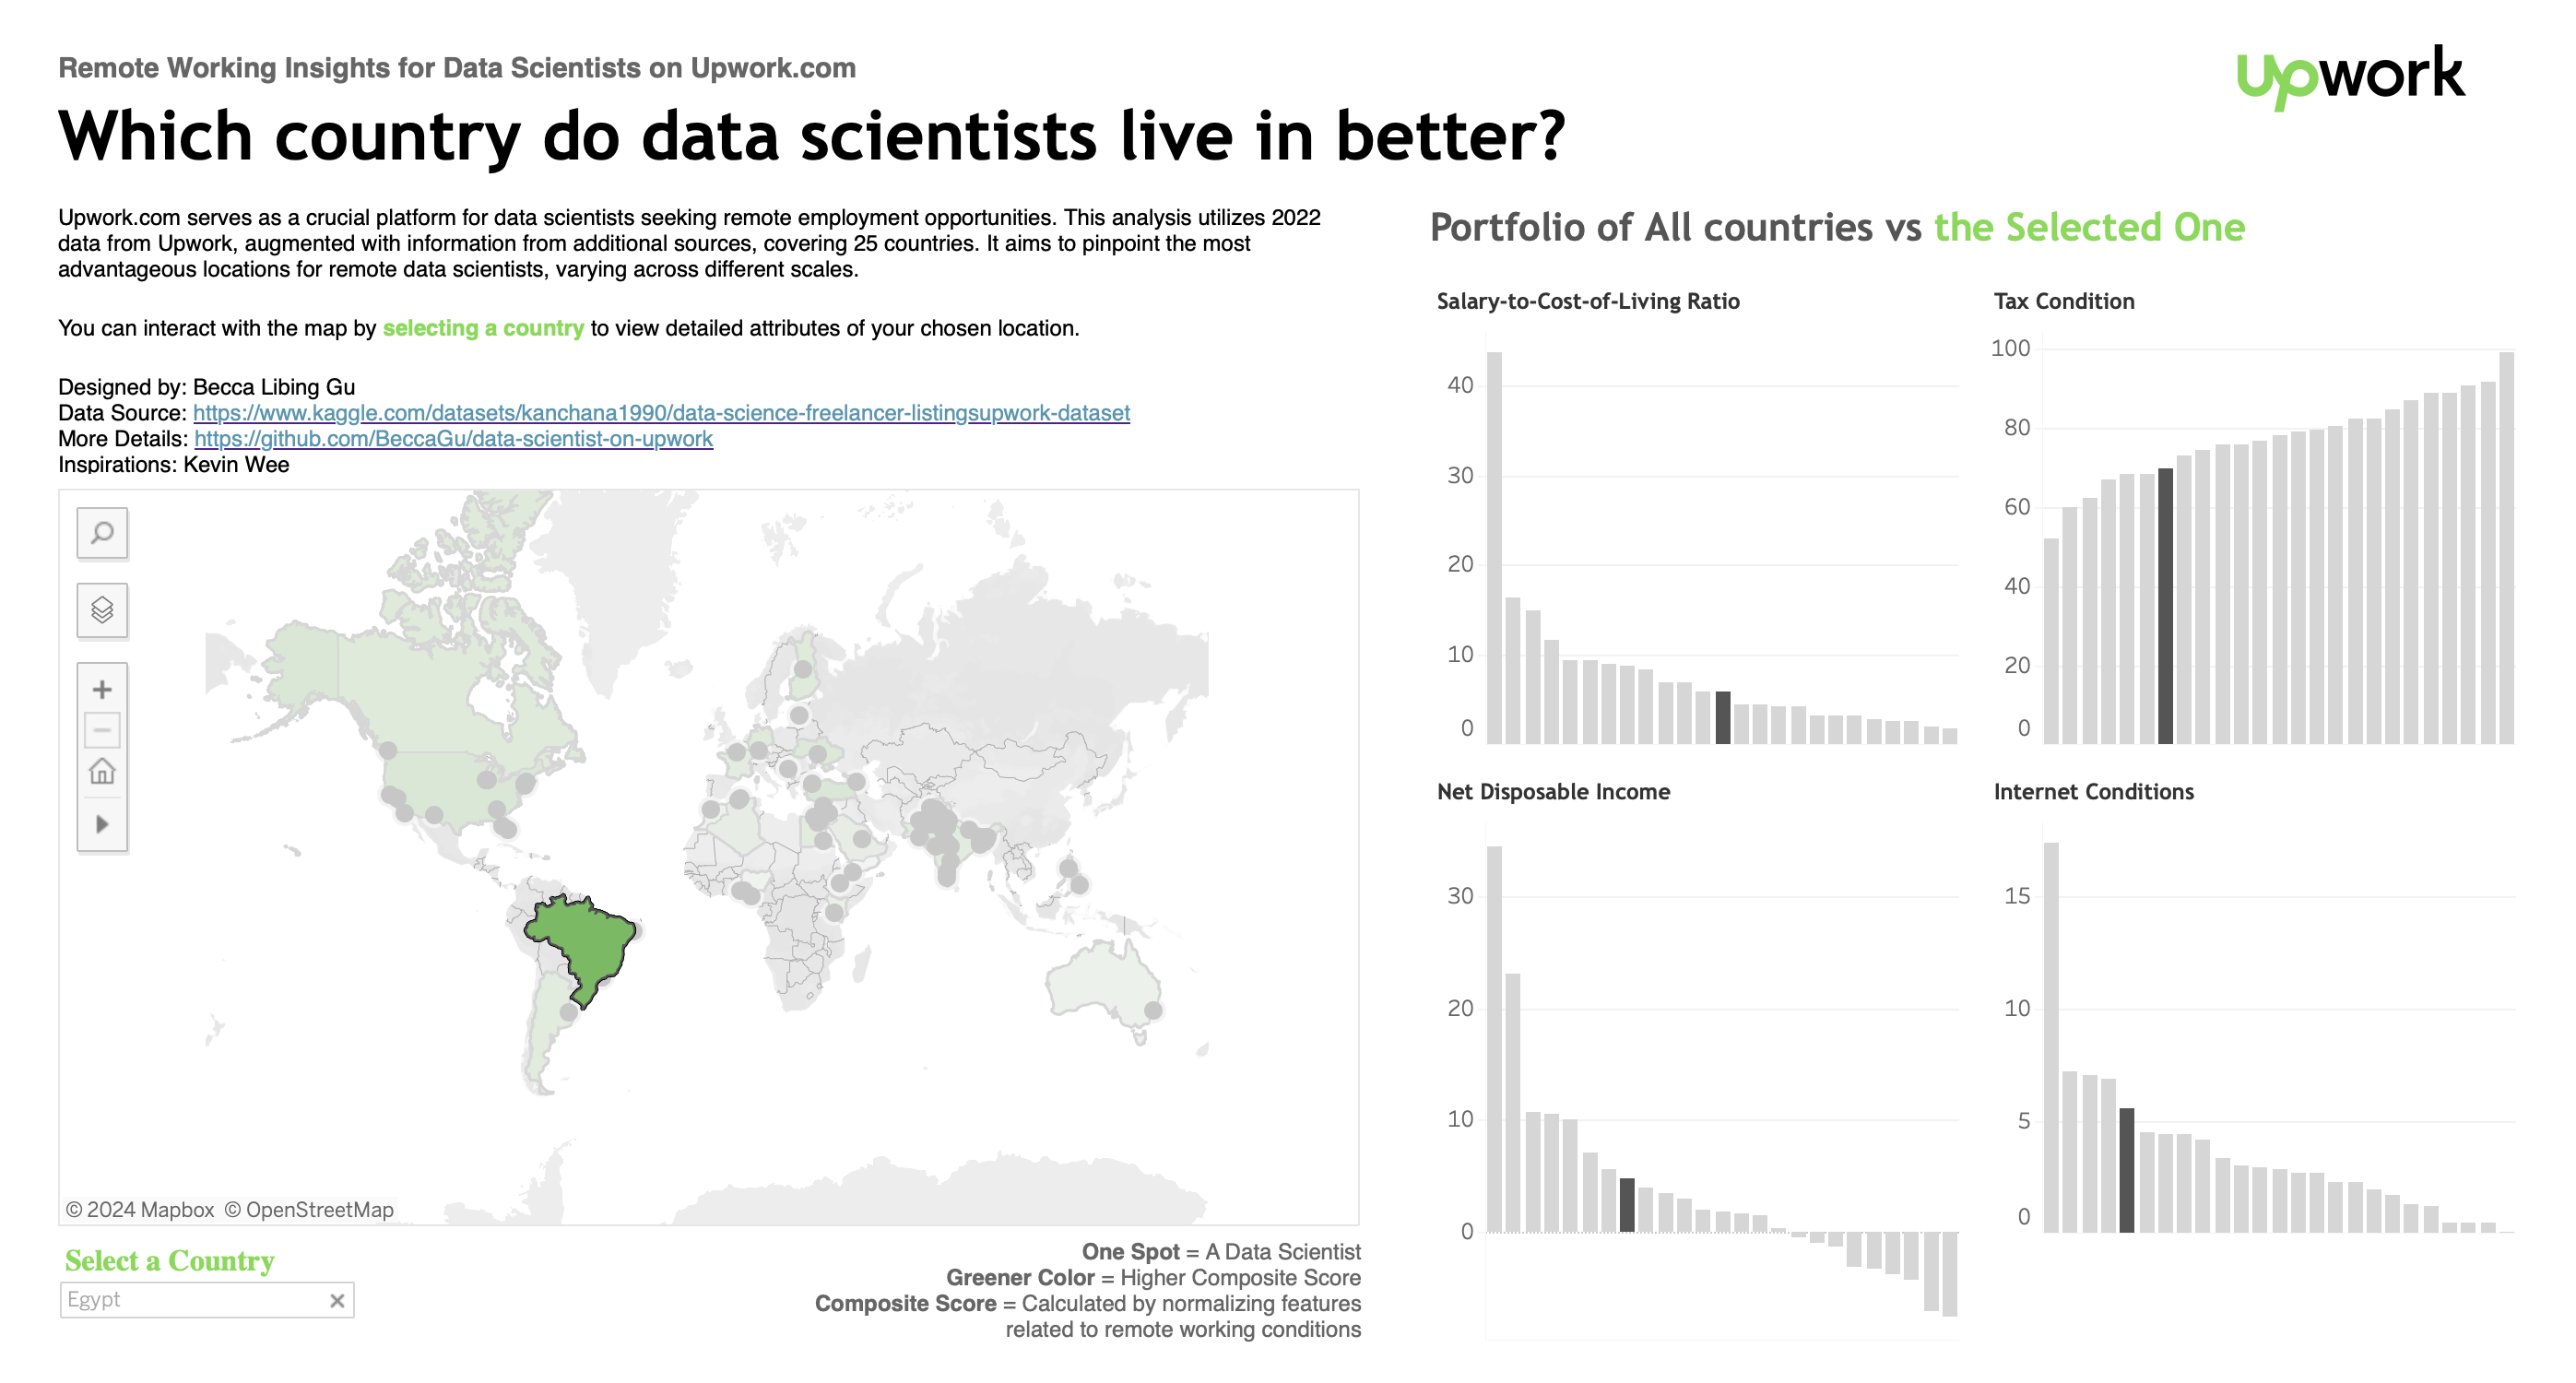 Remote Working Insights for Data Scientists on Upwork.com
upwork
Which country do data scientists live in better?
Upwork.com serves as a crucial platform for data scientists seeking remote employment opportunities. This analysis utilizes 2022
data from Upwork, augmented with information from additional sources, covering 25 countries. It aims to pinpoint the most
advantageous locations for remote data scientists, varying across different scales.
You can interact with the map by selecting a country to view detailed attributes of your chosen location.
Designed by: Becca Libing Gu
Data Source: https://www.kaggle.com/datasets/kanchana1990/data-science-freelancer-listingsupwork-dataset
More Details: https://github.com/BeccaGu/data-scientist-on-upwork
Inspirations: Kevin Wee
© 2024 Mapbox © OpenStreetMap
Select a Country
Egypt
One Spot = A Data Scientist
Greener Color = Higher Composite Score
Composite Score = Calculated by normalizing features
related to remote working conditions
Portfolio of All countries vs the Selected One
Salary-to-Cost-of-Living Ratio
40
30
20
10
0
Tax Condition
100
80
60
40
20
0
Net Disposable Income
30
20
10
0
Internet Conditions
15
10
5
0